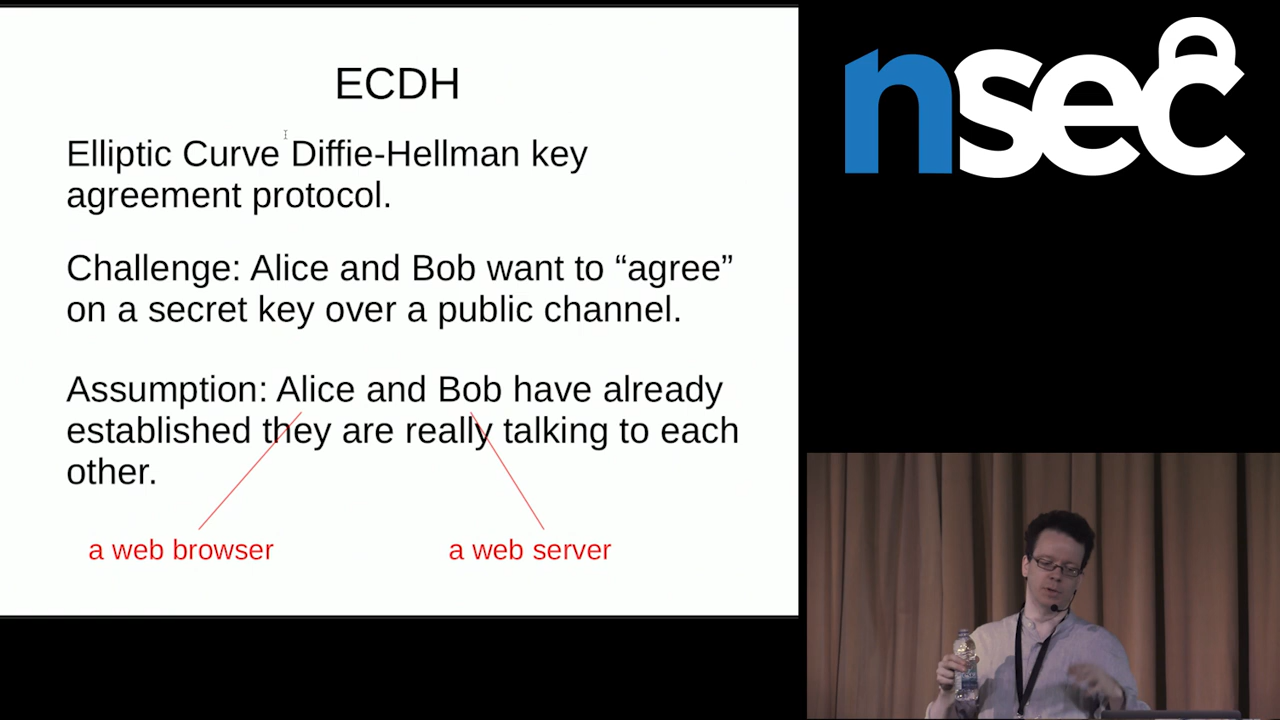 ECDH
Elliptic Curve Diffie-Hellman key
agreement protocol.
Challenge: Alice and Bob want to “agree”
on a secret key over a public channel.
Assumption: Alice and Bob have already
established they are really talking to each
other.
a web browser
a web server
nsec